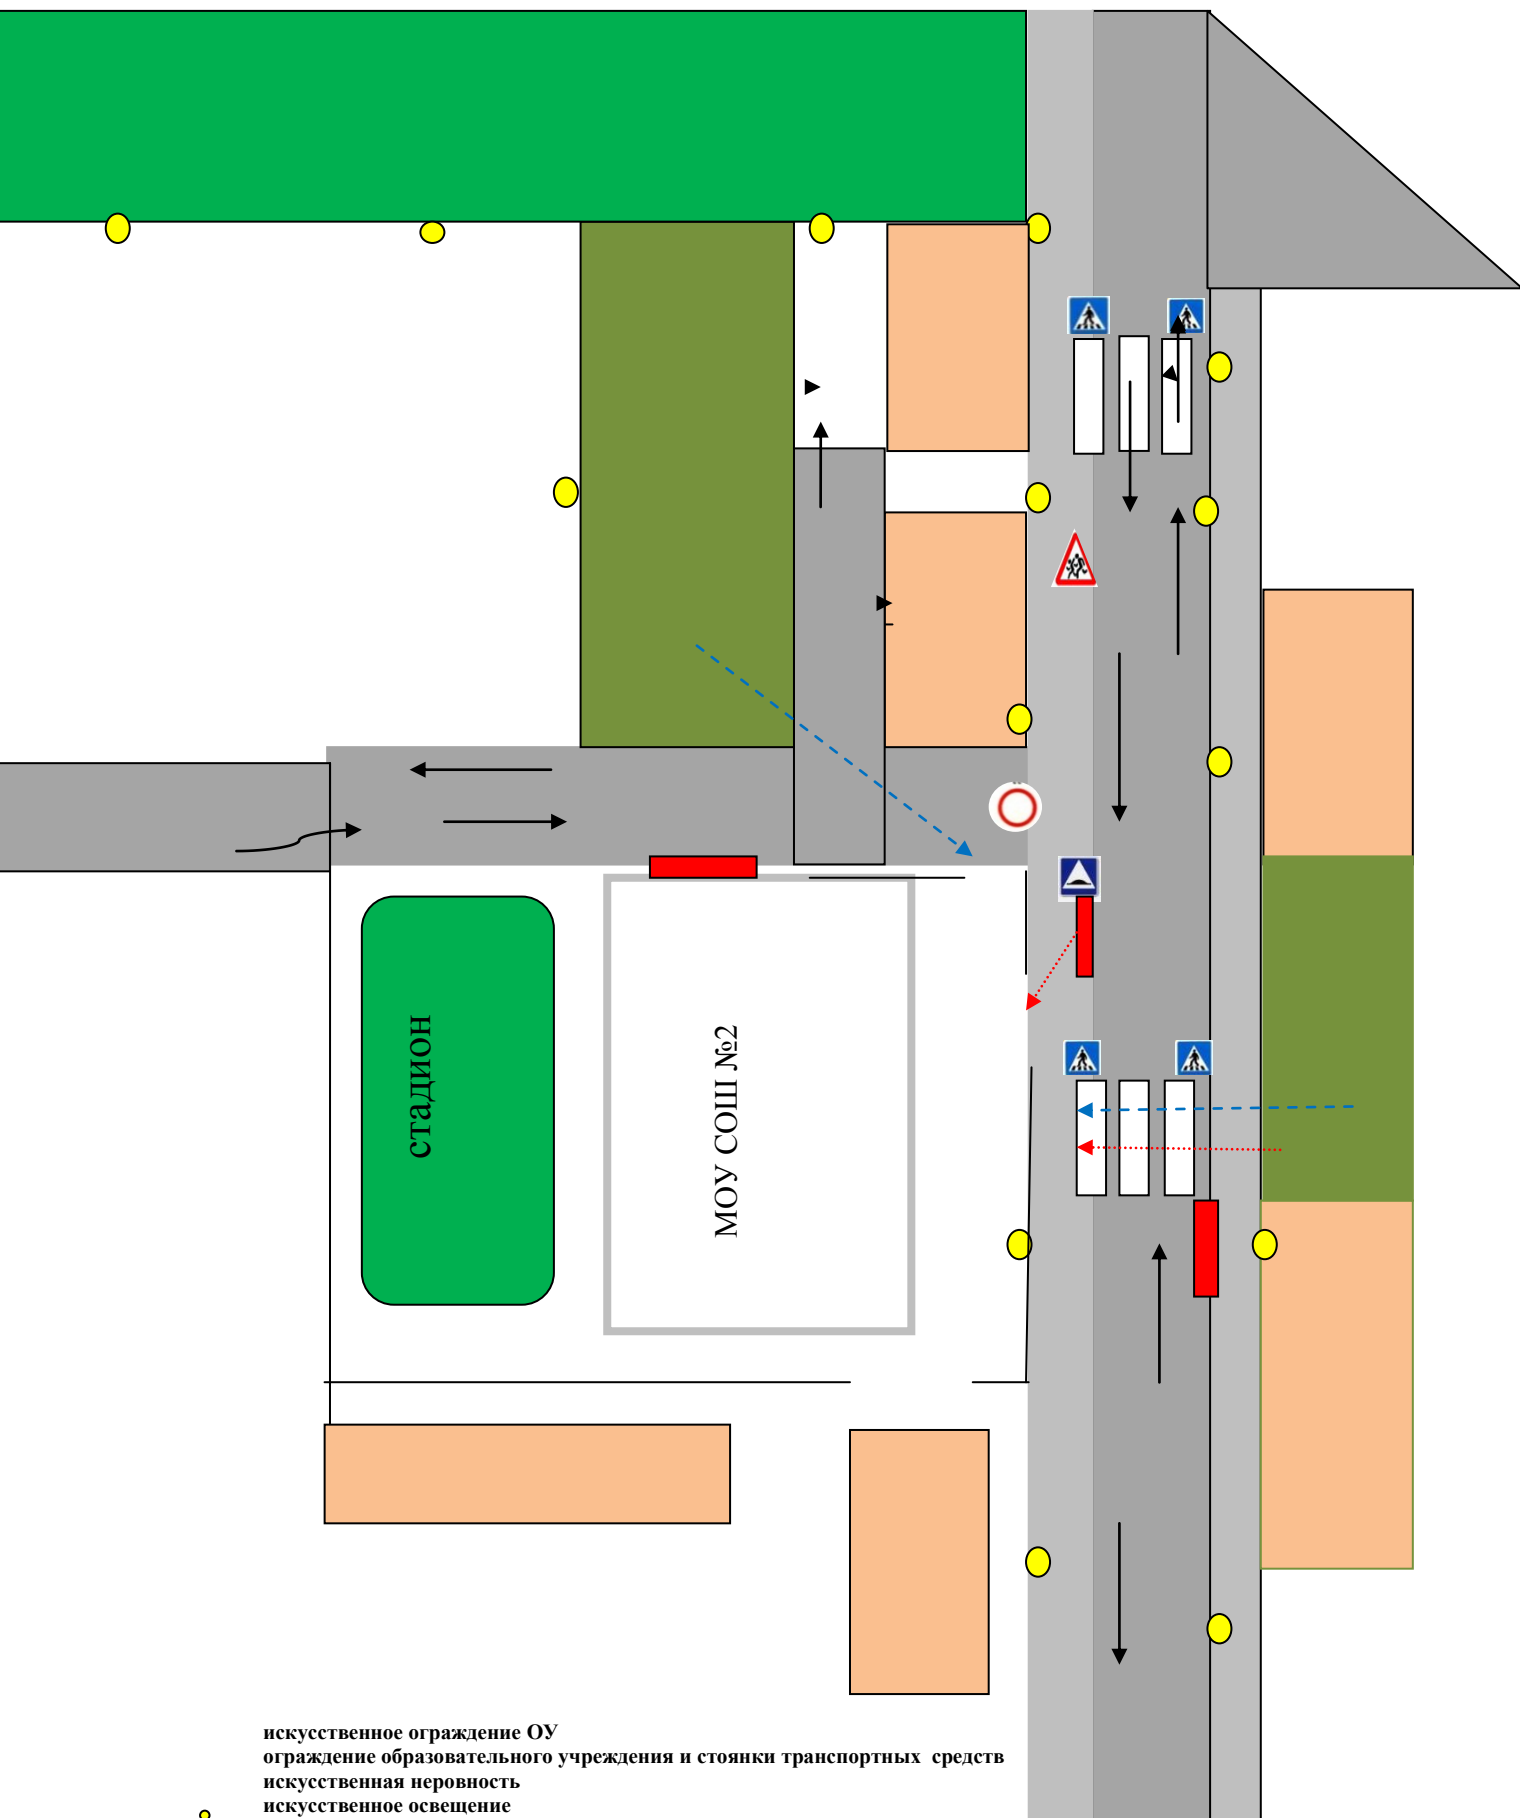 стадион
МОУ СОШ №2
искусственное ограждение ОУ
ограждение образовательного учреждения и стоянки транспортных средств
искусственная неровность
искусственное освещение